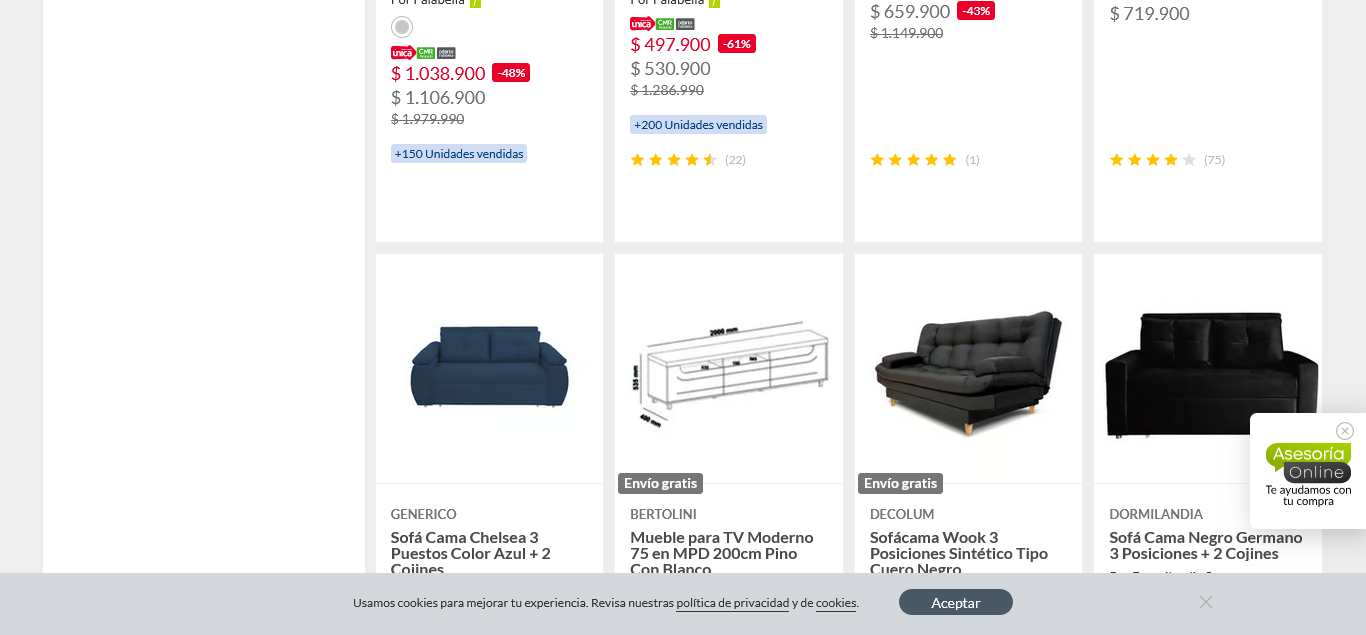 Por Falabella
única CMR
$ 1.038.900 -48%
$ 1.106.900
$ 1.979.990
+150 Unidades vendidas
Por Falabella
única CMR
$ 497.900 -61%
$ 530.900
$ 1.286.990
+200 Unidades vendidas
(22)
$ 659.900 -43%
$ 1.149.900
(1)
$ 719.900
(75)
GENERICO
Sofá Cama Chelsea 3
Puestos Color Azul + 2
Cojines
2000 mm
535 mm
400 mm
Envío gratis
BERTOLINI
Mueble para TV Moderno
75 en MPD 200cm Pino
Con Blanco
Envío gratis
DECOLUM
Sofácama Wook 3
Posiciones Sintético Tipo
Cuero Negro
DORMILANDIA
Sofá Cama Negro Germano
3 Posiciones + 2 Cojines
Asesoría
Online
Te ayudamos con
tu compra
Usamos cookies para mejorar tu experiencia. Revisa nuestras política de privacidad y de cookies.
Aceptar